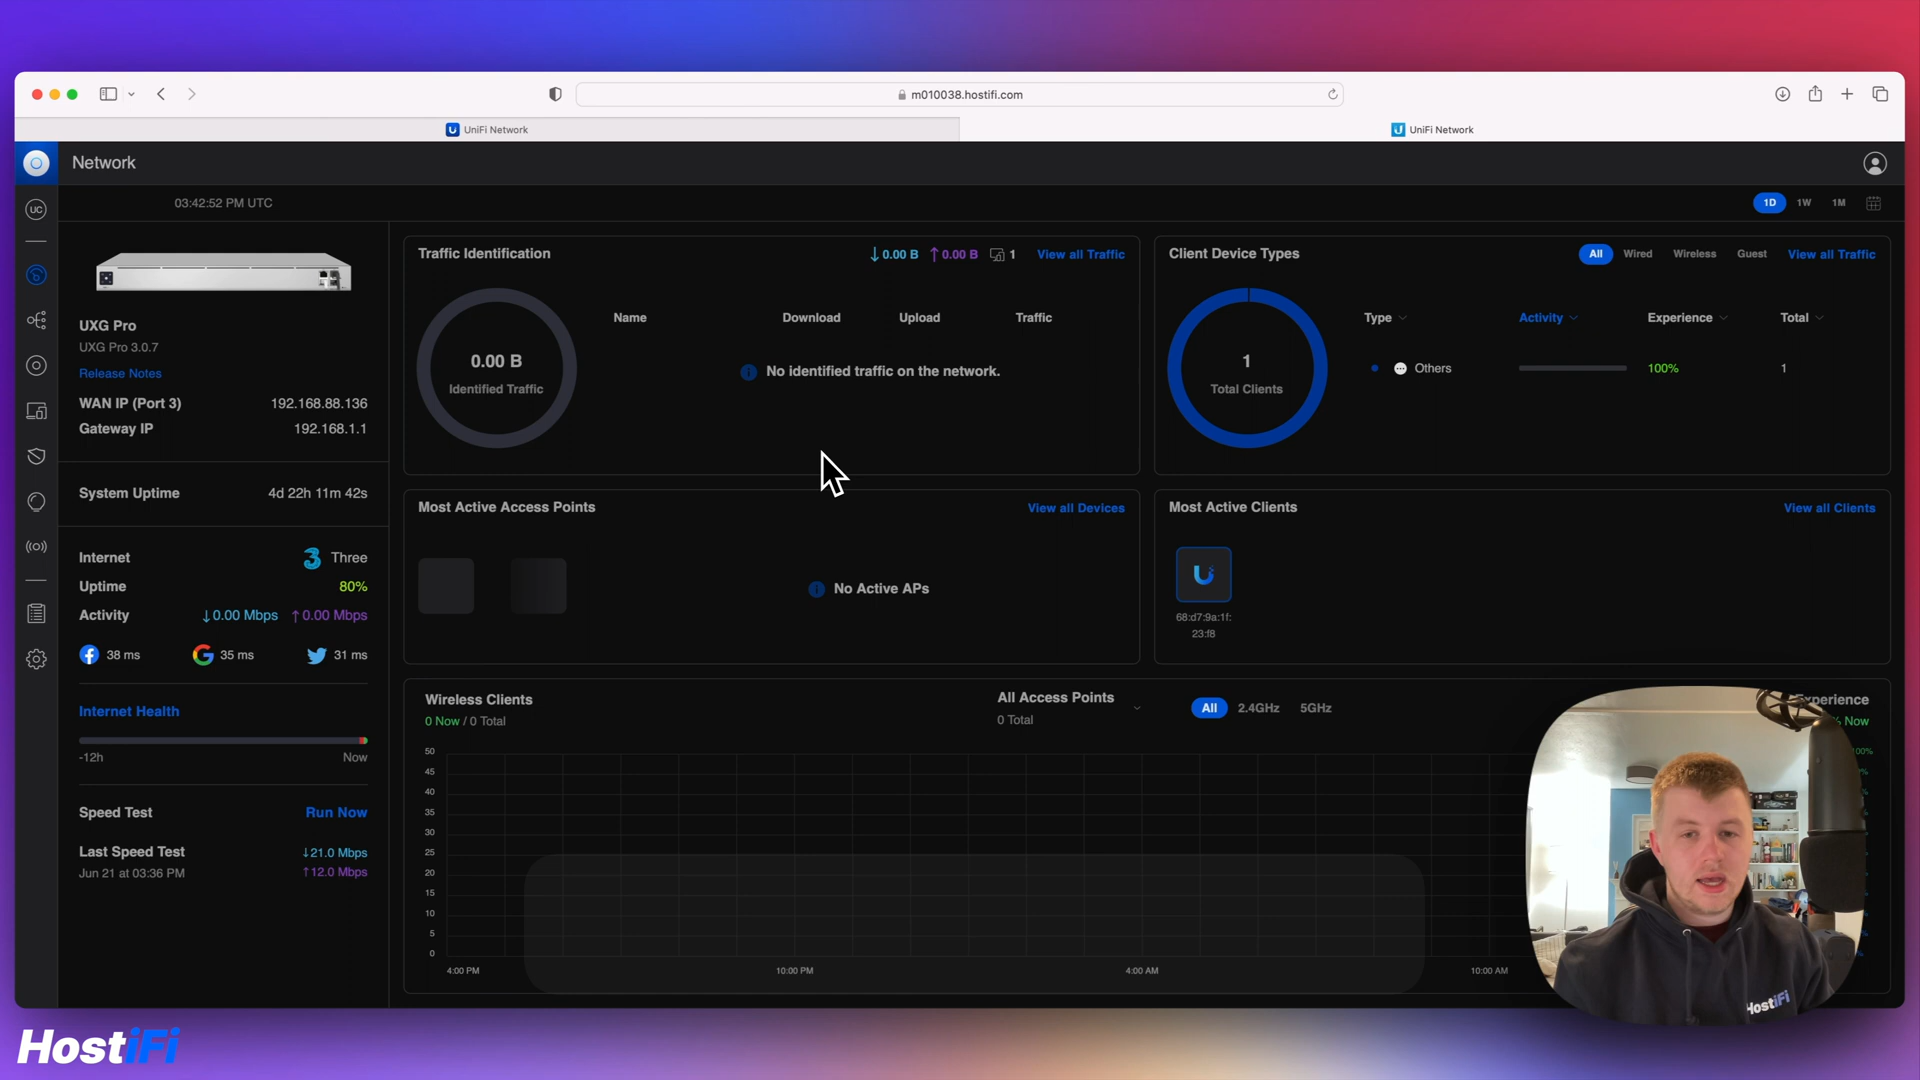 m010038.hostifi.com
UniFi Network
UniFi Network
Network
UC
03:42:52 PM UTC
1D
1W
1M
UXG Pro
UXG Pro 3.0.7
Release Notes
WAN IP (Port 3) 192.168.88.136
Gateway IP 192.168.1.1
System Uptime 4d 22h 11m 42s
Internet Three
Uptime 80%
Activity ↓0.00 Mbps ↑0.00 Mbps
38 ms 35 ms 31 ms
Internet Health
-12h Now
Speed Test Run Now
Last Speed Test ↓21.0 Mbps
Jun 21 at 03:36 PM ↑12.0 Mbps
Traffic Identification ↓0.00 B ↑0.00 B 1 View all Traffic
0.00 B
Identified Traffic
Name Download Upload Traffic
No identified traffic on the network.
Client Device Types All Wired Wireless Guest View all Traffic
1
Total Clients
Type Activity Experience Total
Others 100% 1
Most Active Access Points View all Devices
No Active APs
Most Active Clients View all Clients
68:d7:9a:1f:
23:f8
Wireless Clients
0 Now / 0 Total
All Access Points
0 Total
All 2.4GHz 5GHz
50
45
40
35
30
25
20
15
10
5
0
4:00 PM 10:00 PM 4:00 AM 10:00 AM
HostiFi
HostiFi